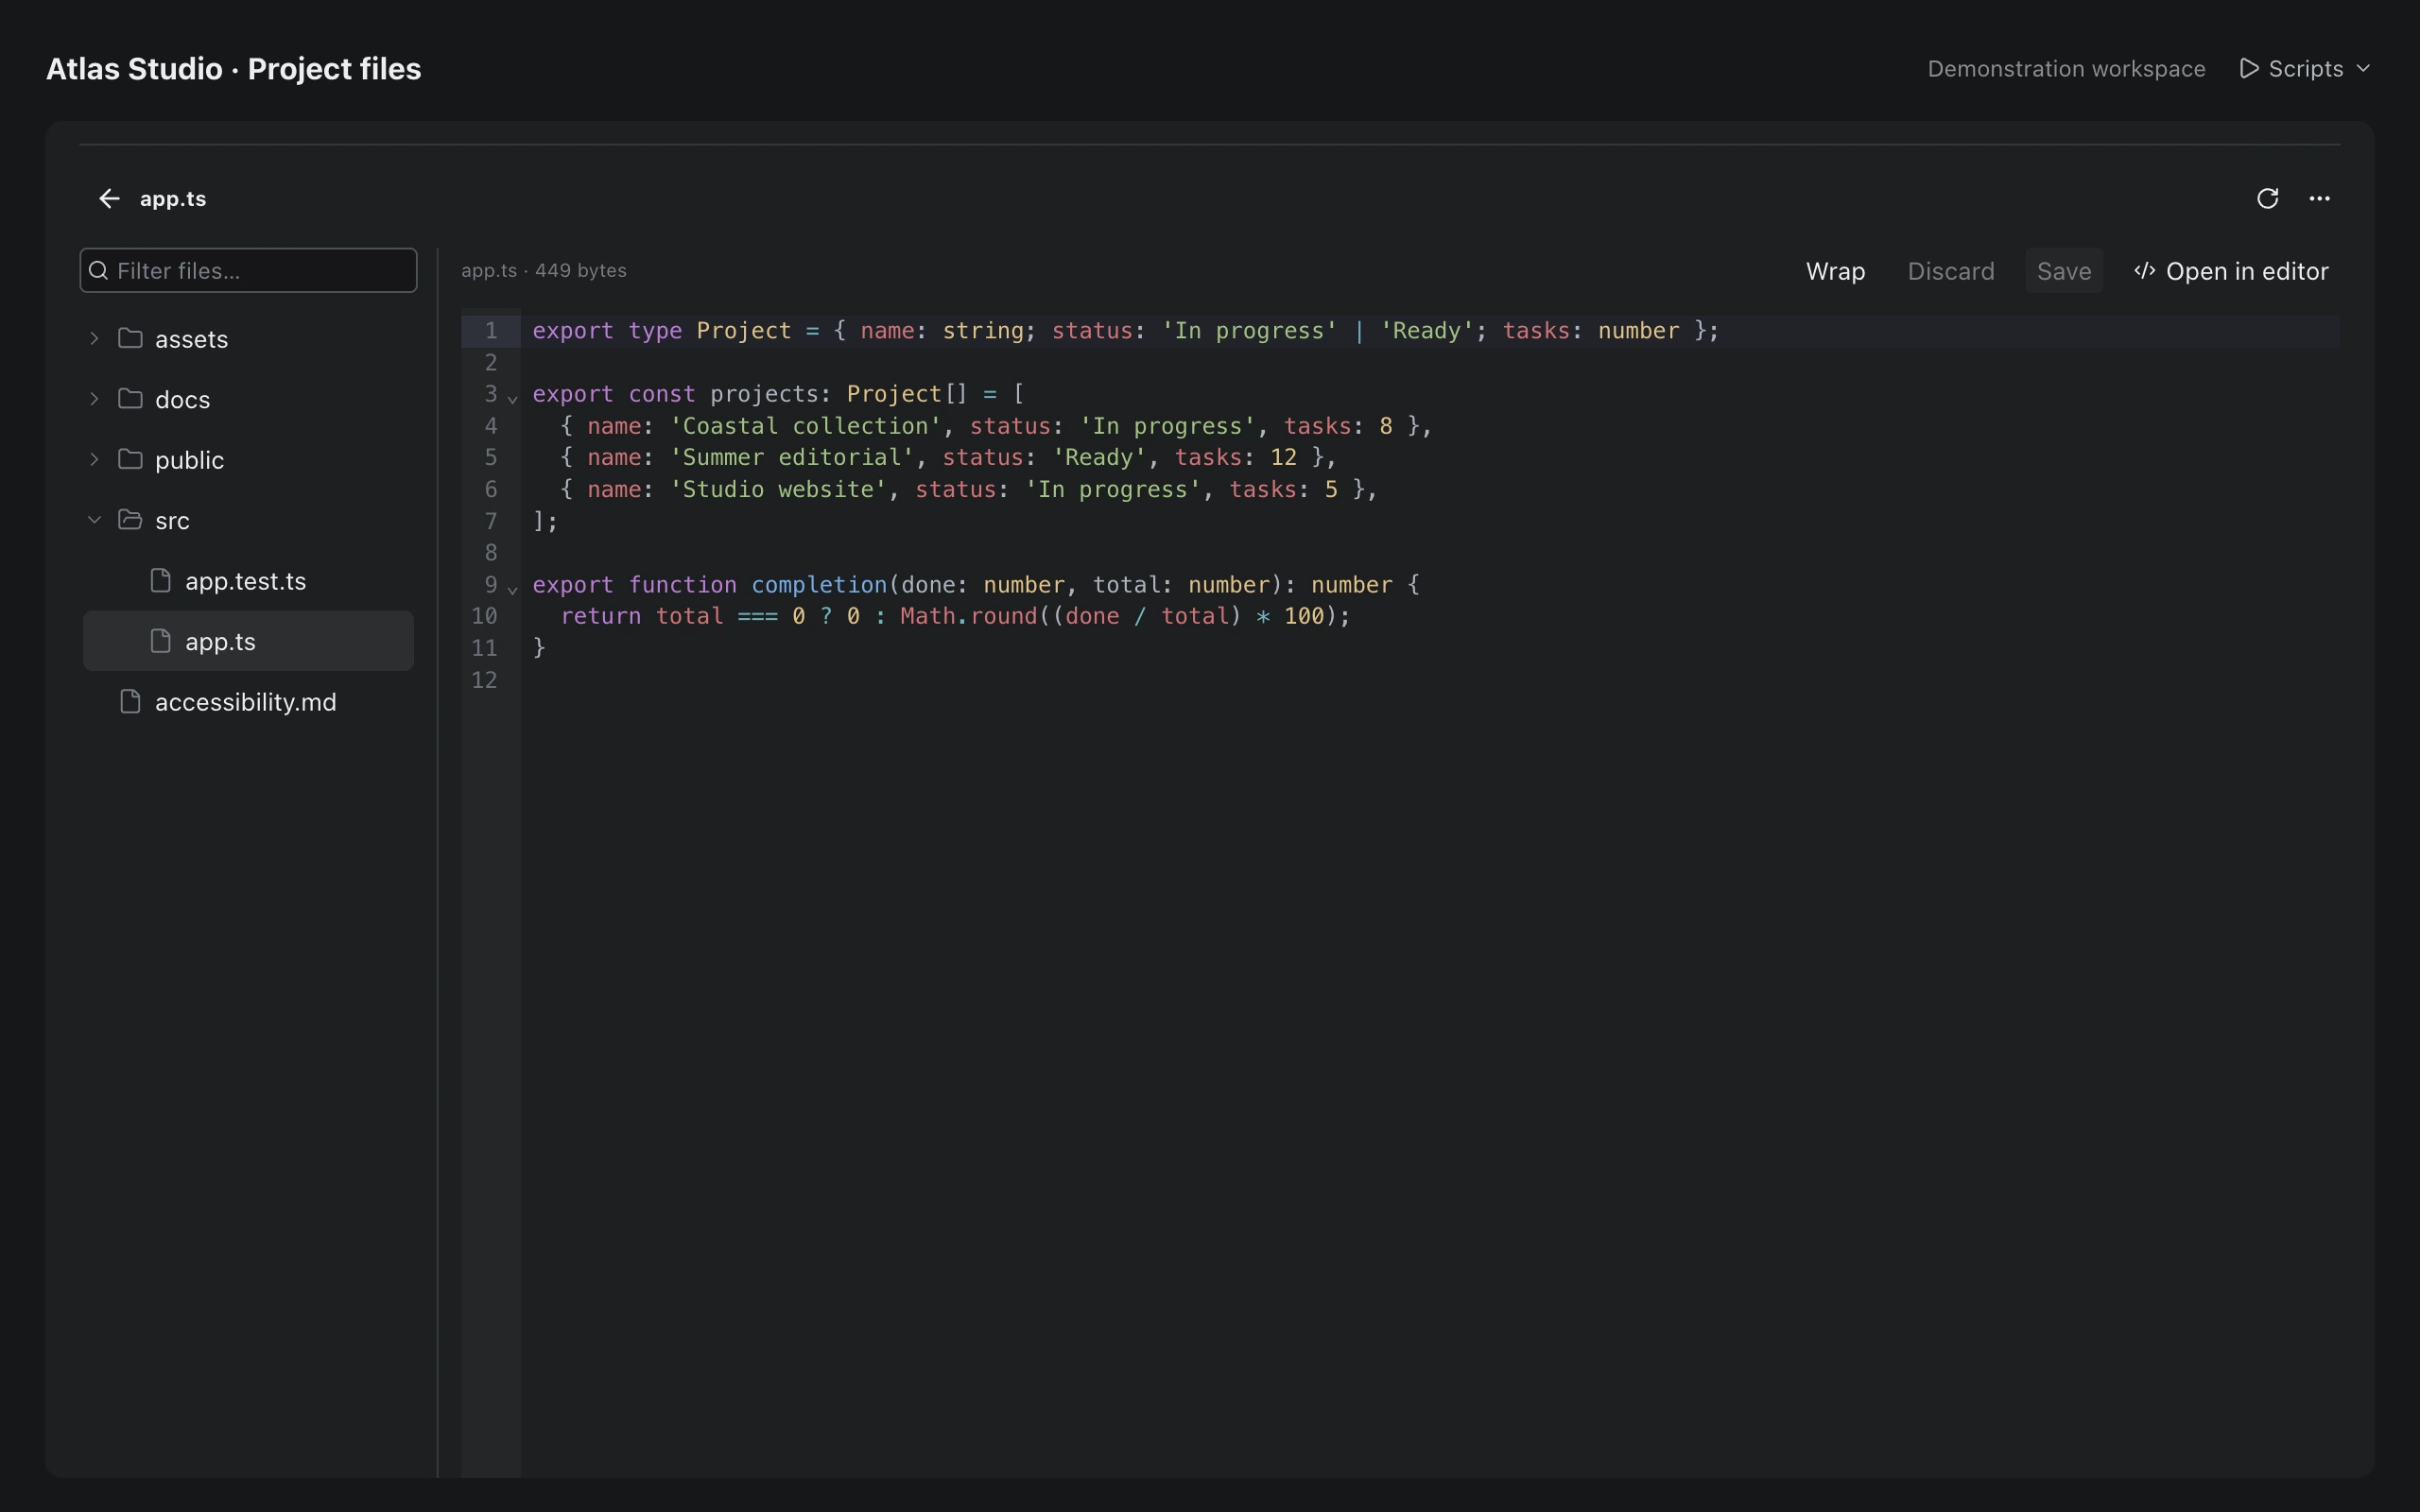 Atlas Studio · Project files
Demonstration workspace
Scripts
app.ts
Filter files...
assets
docs
public
src
app.test.ts
app.ts
accessibility.md
app.ts · 449 bytes
Wrap
Discard
Save
</> Open in editor
1 export type Project = { name: string; status: 'In progress' | 'Ready'; tasks: number };
2
3 export const projects: Project[] = [
4   { name: 'Coastal collection', status: 'In progress', tasks: 8 },
5   { name: 'Summer editorial', status: 'Ready', tasks: 12 },
6   { name: 'Studio website', status: 'In progress', tasks: 5 },
7 ];
8
9 export function completion(done: number, total: number): number {
10   return total === 0 ? 0 : Math.round((done / total) * 100);
11 }
12